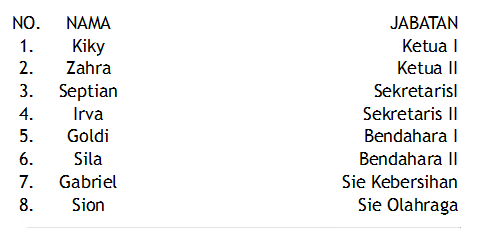 NO. NAMA JABATAN
1. Kiky Ketua I
2. Zahra Ketua II
3. Septian SekretarisI
4. Irva Sekretaris II
5. Goldi Bendahara I
6. Sila Bendahara II
7. Gabriel Sie Kebersihan
8. Sion Sie Olahraga